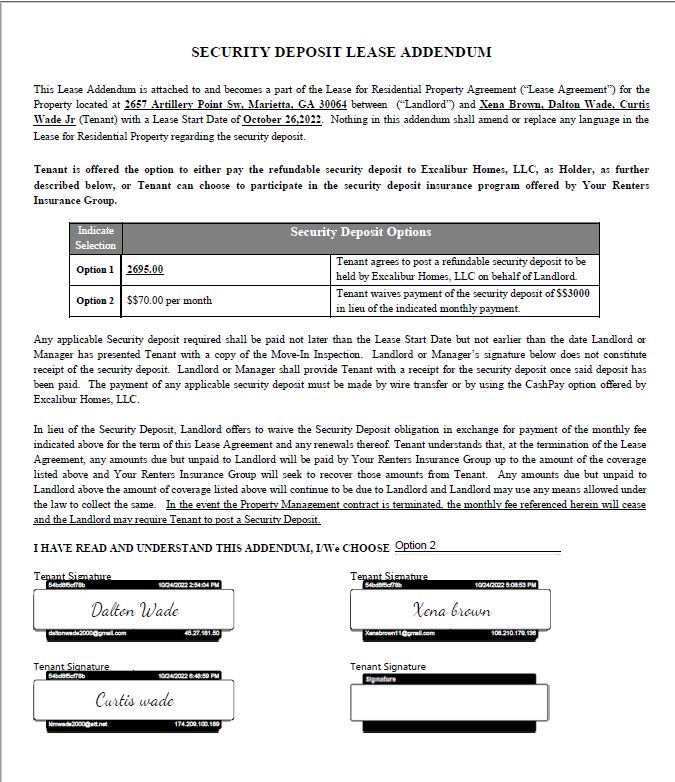 SECURITY DEPOSIT LEASE ADDENDUM
This Lease Addendum is attached to and becomes a part of the Lease for Residential Property Agreement (“Lease Agreement”) for the
Property located at 2657 Artillery Point Sw, Marietta, GA 30064 between (“Landlord”) and Xena Brown, Dalton Wade, Curtis
Wade Jr (Tenant) with a Lease Start Date of October 26,2022. Nothing in this addendum shall amend or replace any language in the
Lease for Residential Property regarding the security deposit.
Tenant is offered the option to either pay the refundable security deposit to Excalibur Homes, LLC, as Holder, as further
described below, or Tenant can choose to participate in the security deposit insurance program offered by Your Renters
Insurance Group.
Indicate Selection
Security Deposit Options
Option 1
2695.00
Tenant agrees to post a refundable security deposit to be
held by Excalibur Homes, LLC on behalf of Landlord.
Option 2
$$70.00 per month
Tenant waives payment of the security deposit of $$3000
in lieu of the indicated monthly payment.
Any applicable Security deposit required shall be paid not later than the Lease Start Date but not earlier than the date Landlord or
Manager has presented Tenant with a copy of the Move-In Inspection. Landlord or Manager’s signature below does not constitute
receipt of the security deposit. Landlord or Manager shall provide Tenant with a receipt for the security deposit once said deposit has
been paid. The payment of any applicable security deposit must be made by wire transfer or by using the CashPay option offered by
Excalibur Homes, LLC.
In lieu of the Security Deposit, Landlord offers to waive the Security Deposit obligation in exchange for payment of the monthly fee
indicated above for the term of this Lease Agreement and any renewals thereof. Tenant understands that, at the termination of the Lease
Agreement, any amounts due but unpaid to Landlord will be paid by Your Renters Insurance Group up to the amount of the coverage
listed above and Your Renters Insurance Group will seek to recover those amounts from Tenant. Any amounts due but unpaid to
Landlord above the amount of coverage listed above will continue to be due to Landlord and Landlord may use any means allowed under
the law to collect the same. In the event the Property Management contract is terminated, the monthly fee referenced herein will cease
and the Landlord may require Tenant to post a Security Deposit.
I HAVE READ AND UNDERSTAND THIS ADDENDUM, I/We CHOOSE Option 2
Tenant Signature
54bd8f5cf78b 10/24/2022 2:54:04 PM
Dalton Wade
daltonwade2000@gmail.com 45.27.181.50
Tenant Signature
54bd8f5cf78b 10/24/2022 5:08:53 PM
Xena brown
Xenabrown11@gmail.com 108.210.179.136
Tenant Signature
54bd8f5cf78b 10/24/2022 6:48:59 PM
Curtis wade
kimwade2000@att.net 174.209.100.189
Tenant Signature
Signature